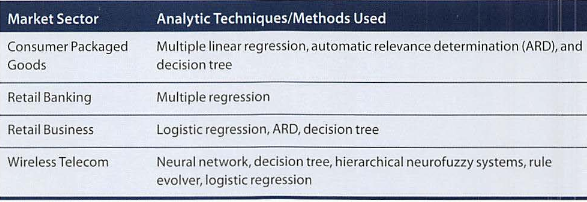 Market Sector Analytic Techniques/Methods Used
Consumer Packaged Multiple linear regression, automatic relevance determination (ARD), and
Goods decision tree
Retail Banking Multiple regression
Retail Business Logistic regression, ARD, decision tree
Wireless Telecom Neural network, decision tree, hierarchical neurofuzzy systems, rule
evolver, logistic regression